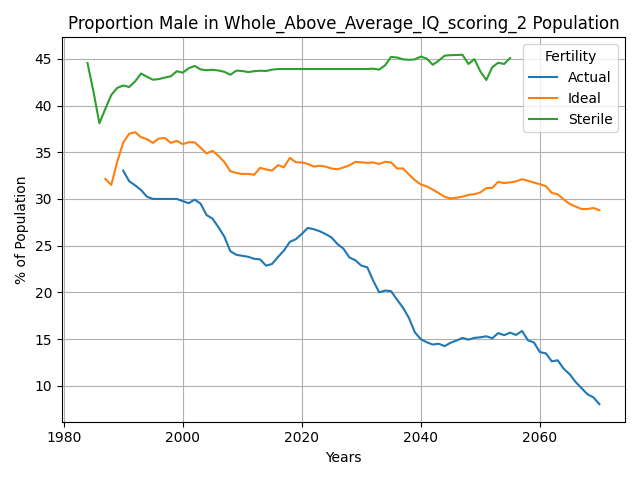 Proportion Male in Whole_Above_Average_IQ_scoring_2 Population
% of Population
45
40
35
30
25
20
15
10
Fertility
Actual
Ideal
Sterile
1980
2000
2020
2040
2060
Years